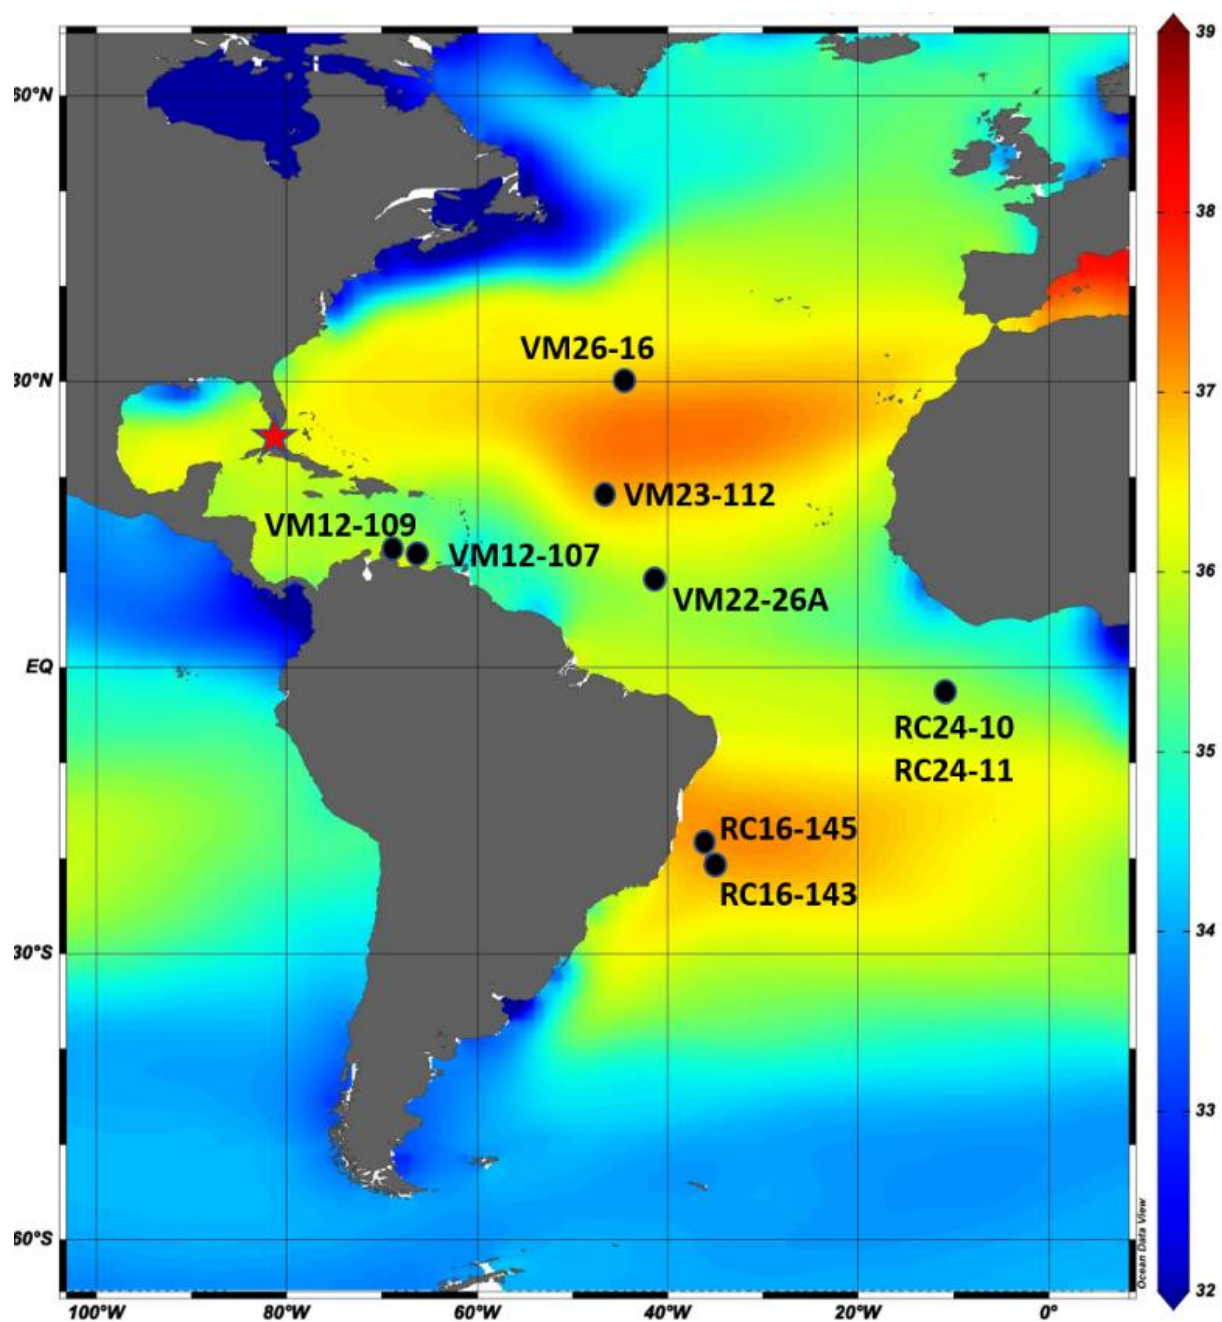 39
60°N
38
VM26-16
30°N
37
VM23-112
VM12-109
VM12-107
36
VM22-26A
EQ
RC24-10
35
RC24-11
RC16-145
RC16-143
34
30°S
33
60°S
Ocean Data View
32
100°W 80°W 60°W 40°W 20°W 0°